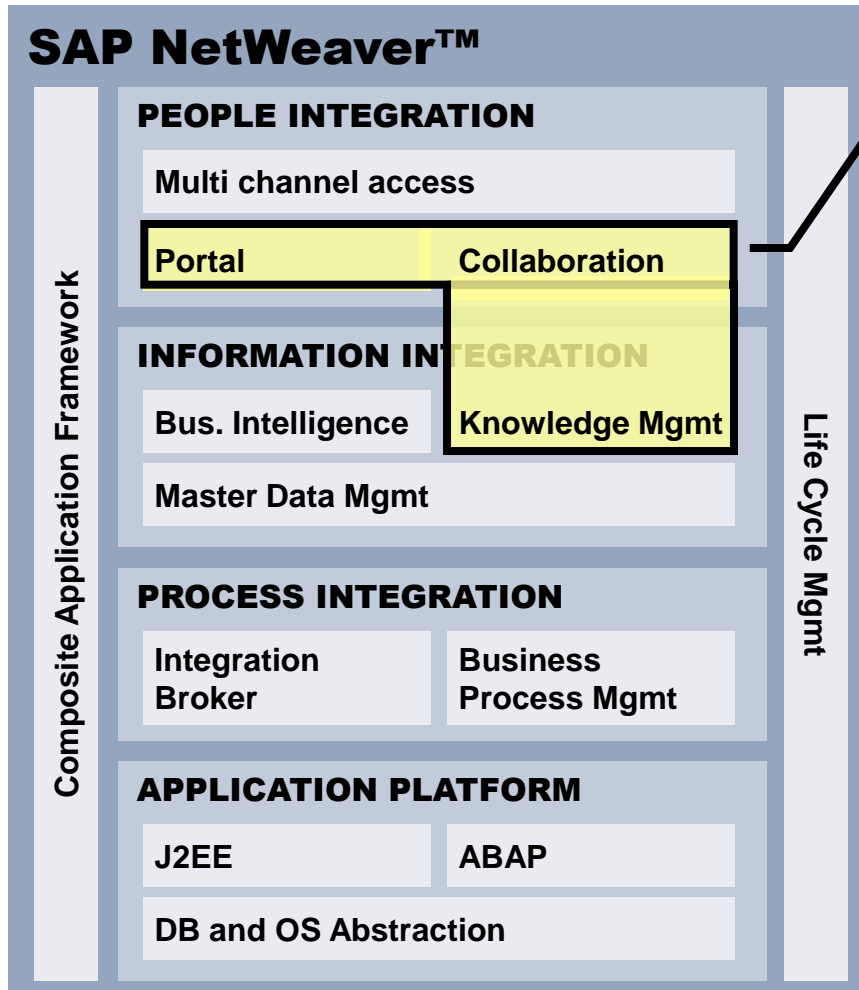 SAP NetWeaver™
Composite Application Framework
PEOPLE INTEGRATION
Multi channel access
Portal
Collaboration
INFORMATION INTEGRATION
Bus. Intelligence
Knowledge Mgmt
Master Data Mgmt
PROCESS INTEGRATION
Integration
Broker
Business
Process Mgmt
APPLICATION PLATFORM
J2EE
ABAP
DB and OS Abstraction
Life Cycle Mgmt